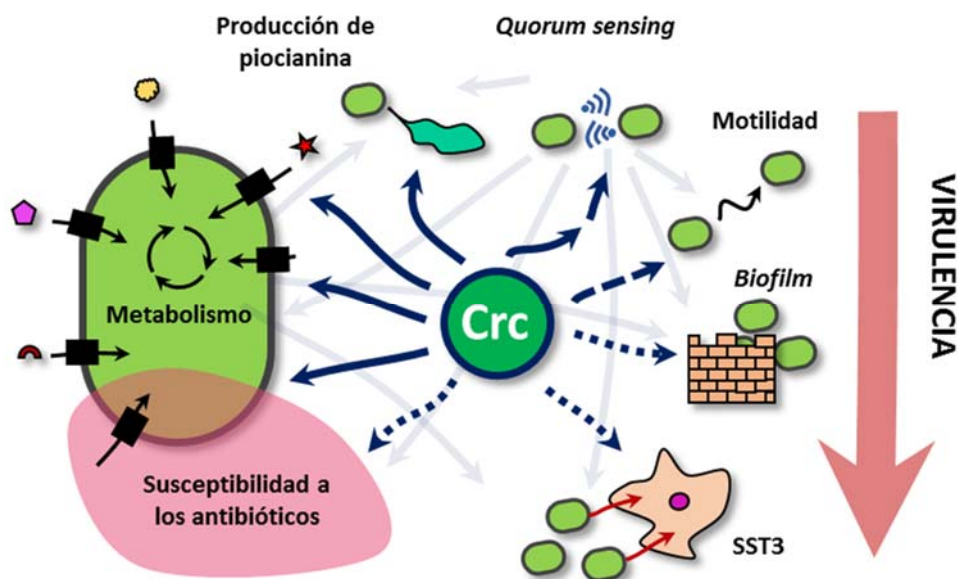 Producción de
piocianina
Quorum sensing
Motilidad
VIRULENCIA
Biofilm
Metabolismo
Crc
Susceptibilidad a
los antibióticos
SST3